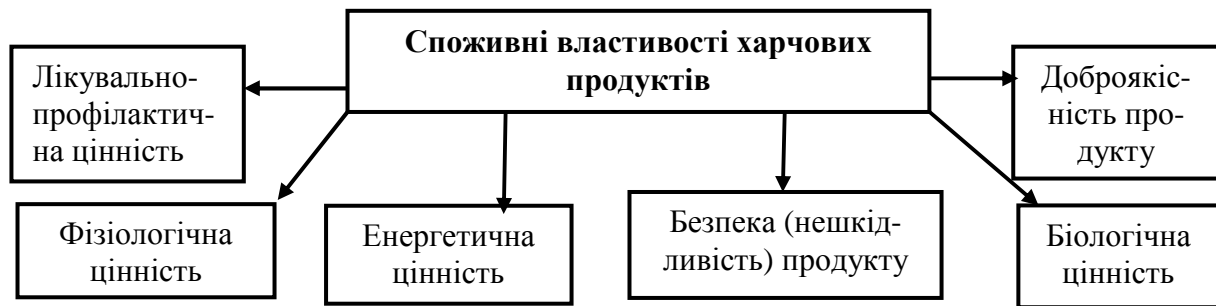 Споживні властивості харчових
продуктів
Лікувально-
профілактич-
на цінність
Доброякіс-
ність про-
дукту
Фізіологічна
цінність
Енергетична
цінність
Безпека (нешкід-
ливість) продукту
Біологічна
цінність